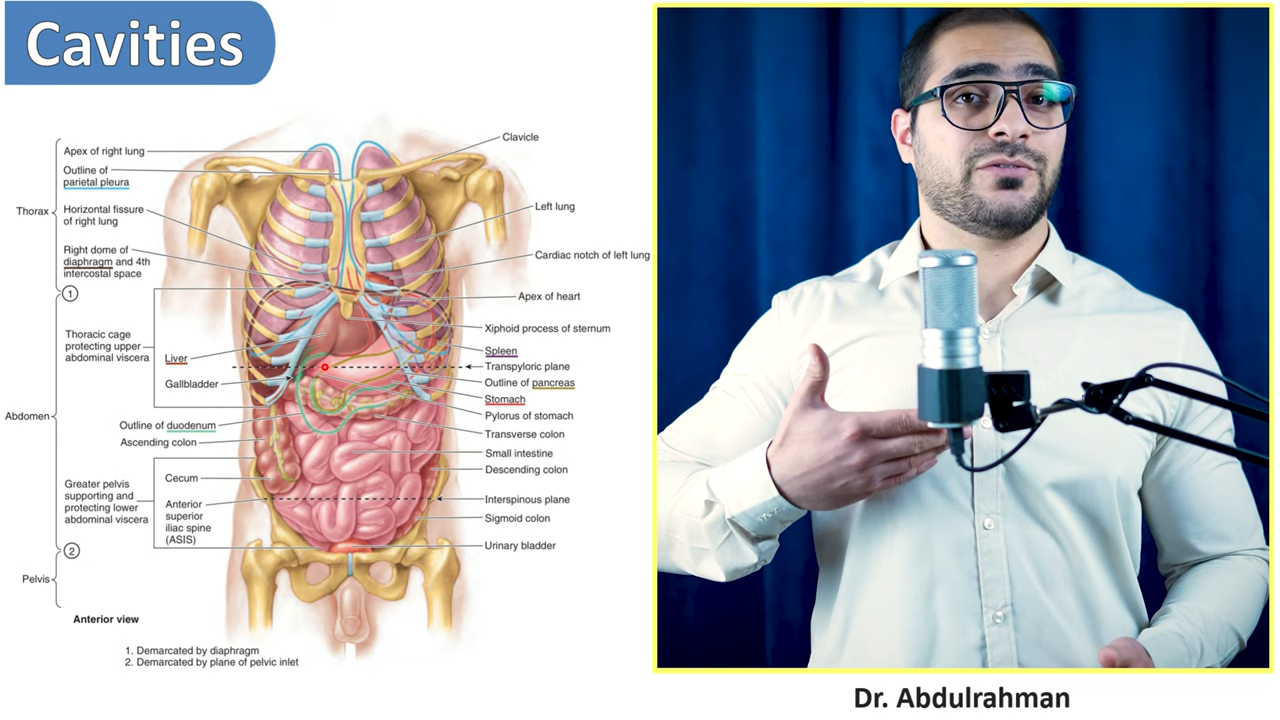 Cavities
Apex of right lung
Outline of
parietal pleura
Thorax
Horizontal fissure
of right lung
Right dome of
diaphragm and 4th
intercostal space
1
Thoracic cage
protecting upper
abdominal viscera
Liver
Gallbladder
Abdomen
Outline of duodenum
Ascending colon
Cecum
Greater pelvis
supporting and
protecting lower
abdominal viscera
Anterior
superior
iliac spine
(ASIS)
2
Pelvis
Anterior view
1. Demarcated by diaphragm
2. Demarcated by plane of pelvic inlet
Clavicle
Left lung
Cardiac notch of left lung
Apex of heart
Xiphoid process of sternum
Spleen
Transpyloric plane
Outline of pancreas
Stomach
Pylorus of stomach
Transverse colon
Small intestine
Descending colon
Interspinous plane
Sigmoid colon
Urinary bladder
Dr. Abdulrahman